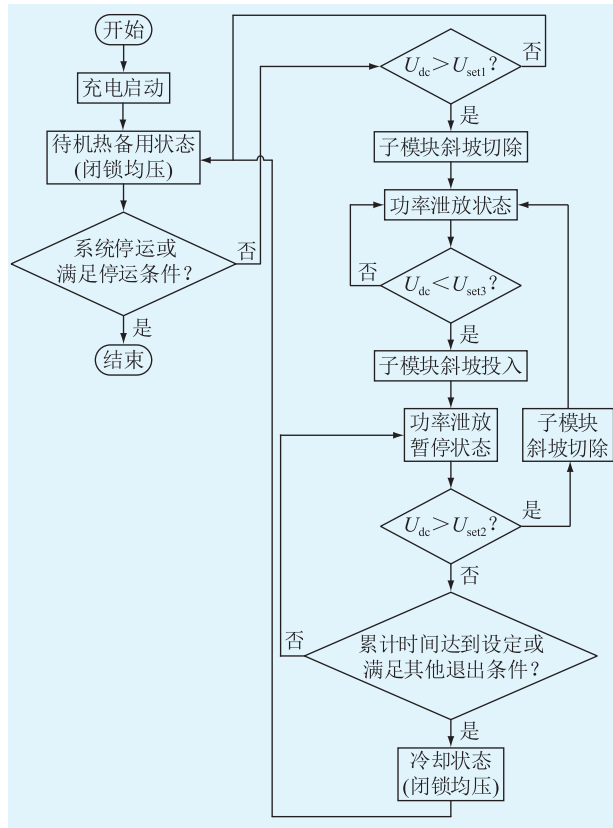 开始
充电启动
待机热备用状态
(闭锁均压)
系统停运或
满足停运条件？
否
是
结束
U_dc＞U_set1？
否
是
子模块斜坡切除
功率泄放状态
U_dc＜U_set3？
否
是
子模块斜坡投入
功率泄放
暂停状态
子模块
斜坡切除
U_dc＞U_set2？
是
否
累计时间达到设定或
满足其他退出条件？
否
是
冷却状态
(闭锁均压)